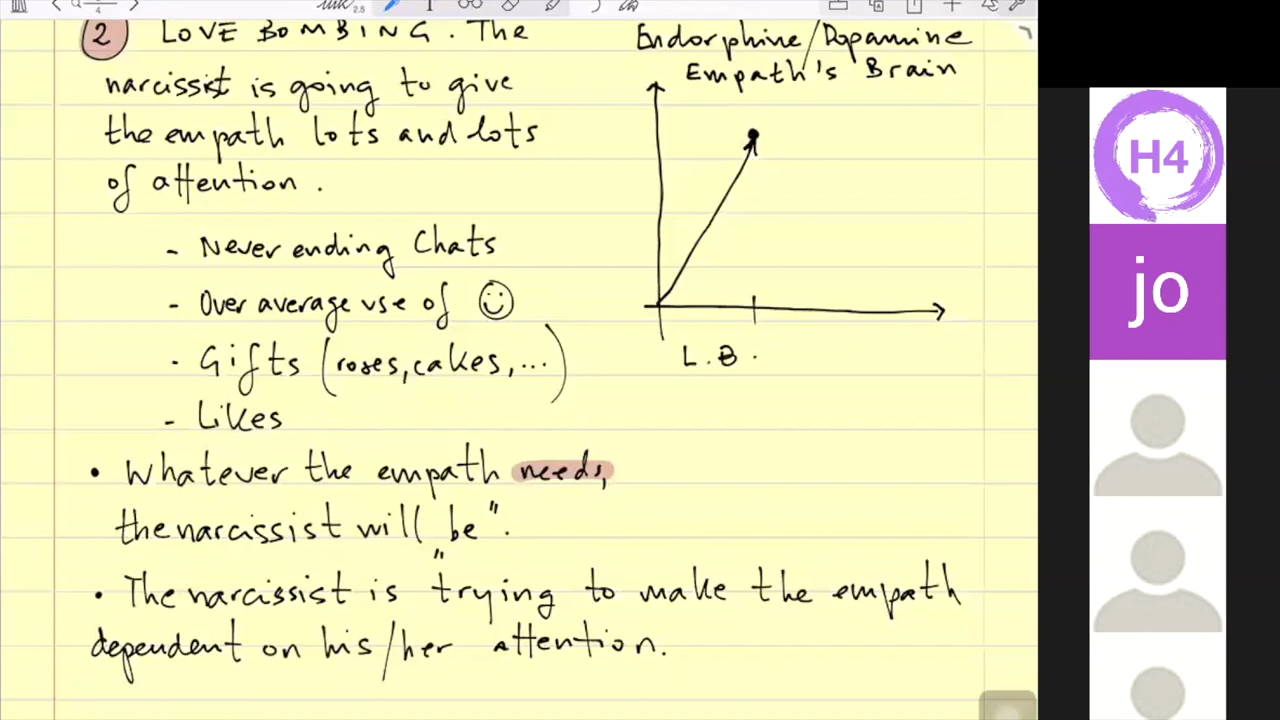 2 LOVE BOMBING. The
narcissist is going to give
the empath lots and lots
of attention.
- Never ending Chats
- Over average use of ☺
- Gifts (roses, cakes, ...)
- Likes
• Whatever the empath needs,
the narcissist will "be".
• The narcissist is trying to make the empath
dependent on his/her attention.
Endorphine/Dopamine
Empath's Brain
L.B.
H4
jo